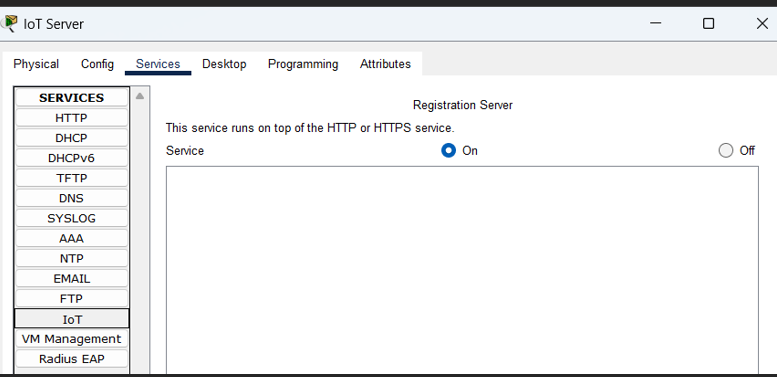 IoT Server
Physical Config Services Desktop Programming Attributes
SERVICES
HTTP
DHCP
DHCPv6
TFTP
DNS
SYSLOG
AAA
NTP
EMAIL
FTP
IoT
VM Management
Radius EAP
Registration Server
This service runs on top of the HTTP or HTTPS service.
Service On Off